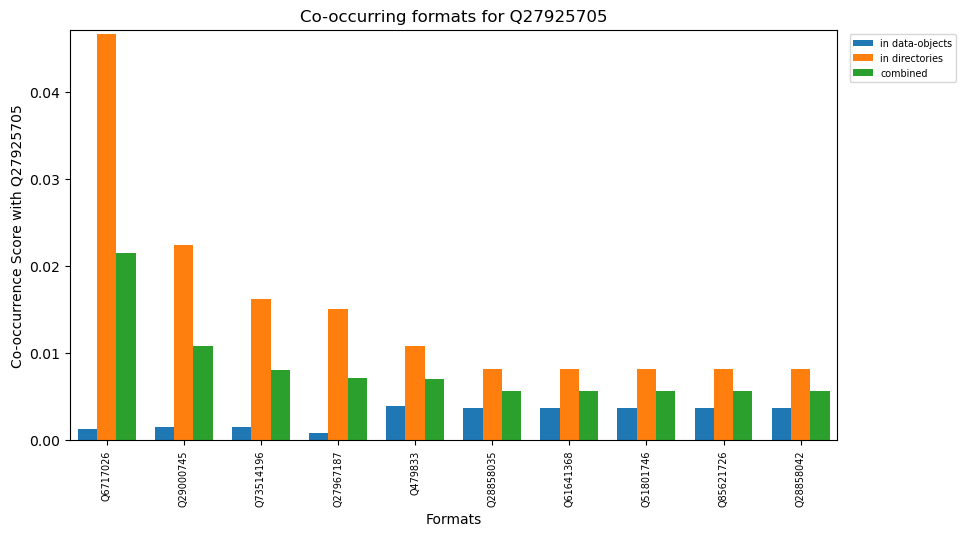 Co-occurring formats for Q27925705
in data-objects
in directories
combined
Co-occurrence Score with Q27925705
0.04
0.03
0.02
0.01
0.00
Q6717026
Q29000745
Q73514196
Q27967187
Q479833
Q28858035
Q61641368
Q51801746
Q85621726
Q28858042
Formats